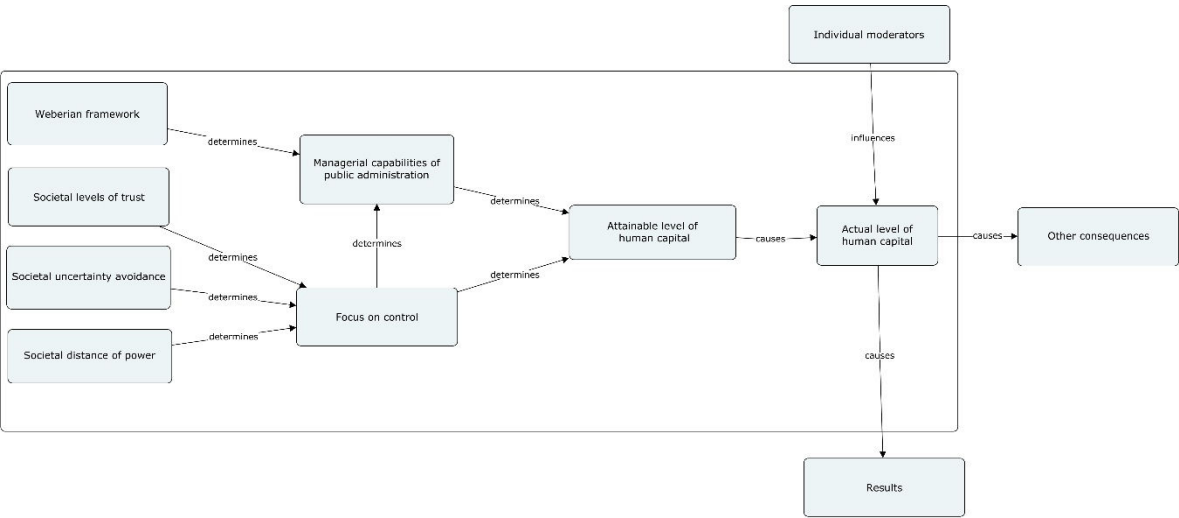 Individual moderators
Weberian framework
determines
influences
Managerial capabilities of
public administration
Societal levels of trust
determines
Attainable level of
human capital
causes
Actual level of
human capital
causes
Other consequences
determines
determines
Societal uncertainty avoidance
determines
determines
Focus on control
determines
Societal distance of power
causes
Results